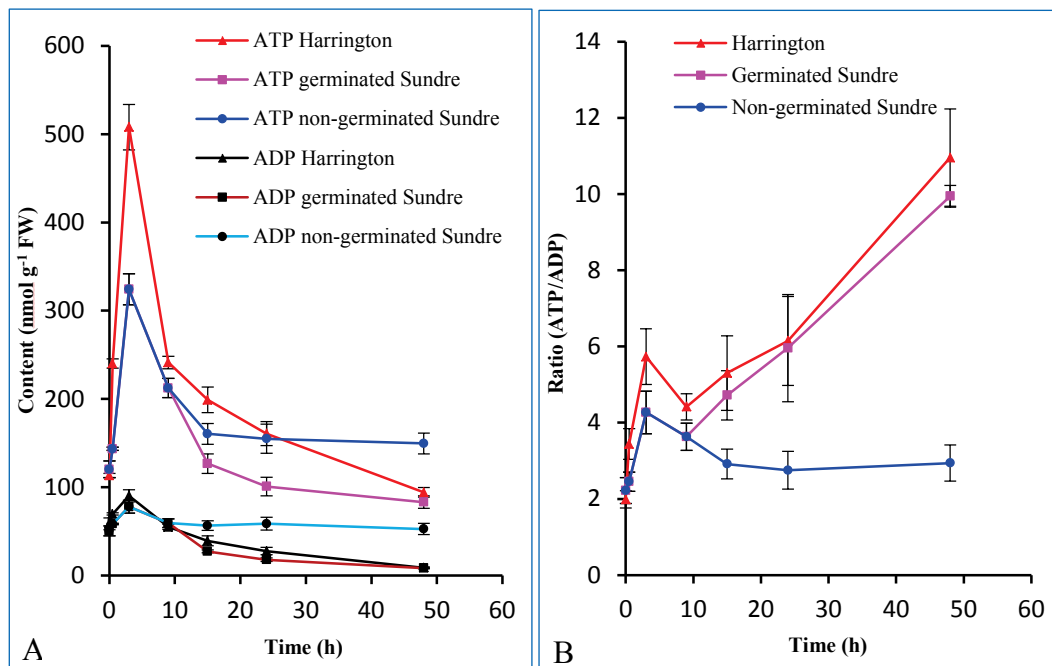 600
500
400
300
200
100
0
0
10
20
30
40
50
60
Content (nmol g⁻¹ FW)
Time (h)
ATP Harrington
ATP germinated Sundre
ATP non-germinated Sundre
ADP Harrington
ADP germinated Sundre
ADP non-germinated Sundre
A
14
12
10
8
6
4
2
0
0
10
20
30
40
50
60
Ratio (ATP/ADP)
Time (h)
Harrington
Germinated Sundre
Non-germinated Sundre
B